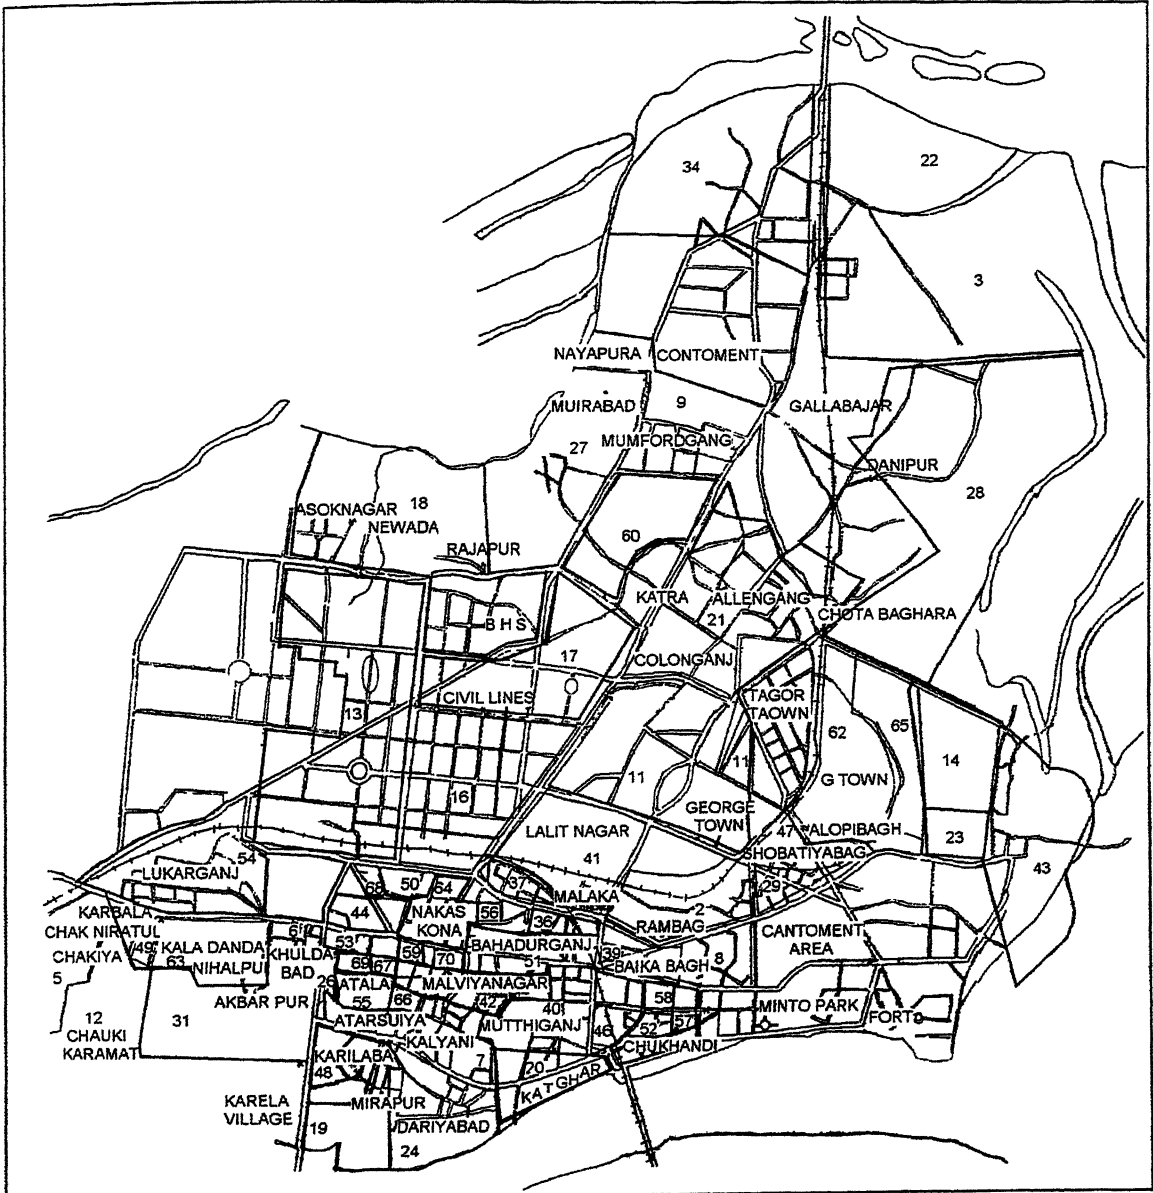 34
22
3
NAYAPURA
CONTOMENT
MUIRABAD
9
GALLABAJAR
MUMFORDGANG
27
DANIPUR
28
18
ASOKNAGAR
NEWADA
60
RAJAPUR
KATRA
ALLENGANG
21
CHOTA BAGHARA
B H S
17
COLONGANJ
CIVIL LINES
13
TAGOR
TAOWN
62
65
14
11
11
G TOWN
16
GEORGE
TOWN
LALIT NAGAR
47
ALOPIBAGH
23
41
SHOBATIYABAG
43
54
LUKARGANJ
68
50
64
37
MALAKA
29
KARBALA
44
NAKAS
KONA
56
36
2
RAMBAG
CANTOMENT
AREA
CHAK NIRATUL
6
53
BAHADURGANJ
39
CHAKIYA
49
KALA DANDA
KHULDA
BAD
59
70
51
BAIKA BAGH
8
5
63
NIHALPUI
69
67
26
ATALA
MALVIYANAGAR
58
AKBAR PUR
55
66
42
40
MINTO PARK
FORT
12
CHAUKI
KARAMAT
31
ATARSUIYA
MUTTHIGANJ
46
52
57
KALYANI
CHUKHANDI
KARILABA
48
7
20
KATGHAR
KARELA
VILLAGE
MIRAPUR
19
DARIYABAD
24